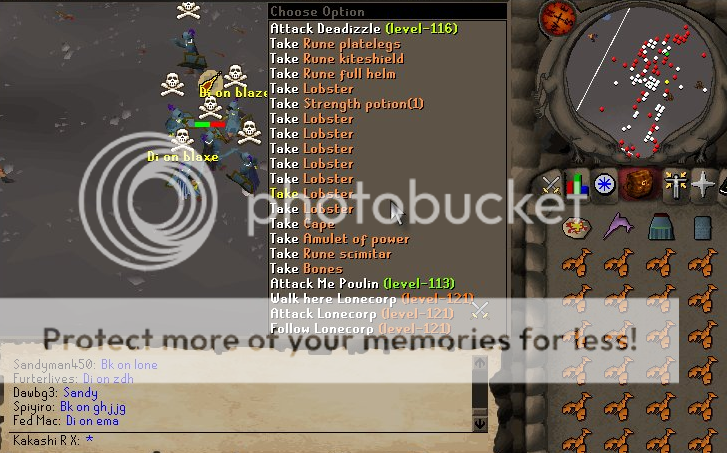 Choose Option
Attack Deadizzle (level-116)
Take Rune platelegs
Take Rune kiteshield
Take Rune full helm
Take Lobster
Take Strength potion(1)
Take Lobster
Take Lobster
Take Lobster
Take Lobster
Take Lobster
Take Lobster
Take Lobster
Take Cape
Take Amulet of power
Take Rune scimitar
Take Bones
Attack Me Poulin (level-113)
Walk here Lonecorp (level-121)
Attack Lonecorp (level-121)
Follow Lonecorp (level-121)
Di on blaze
Di on blaxe
photobucket
Protect more of your memories for less!
Sandyman450: Bk on lone
Furterlives: Di on zdh
Dawbg3: Sandy
Spiyiro: Bk on ghjjg
Fed Mac: Di on ema
Kakashi R X: *